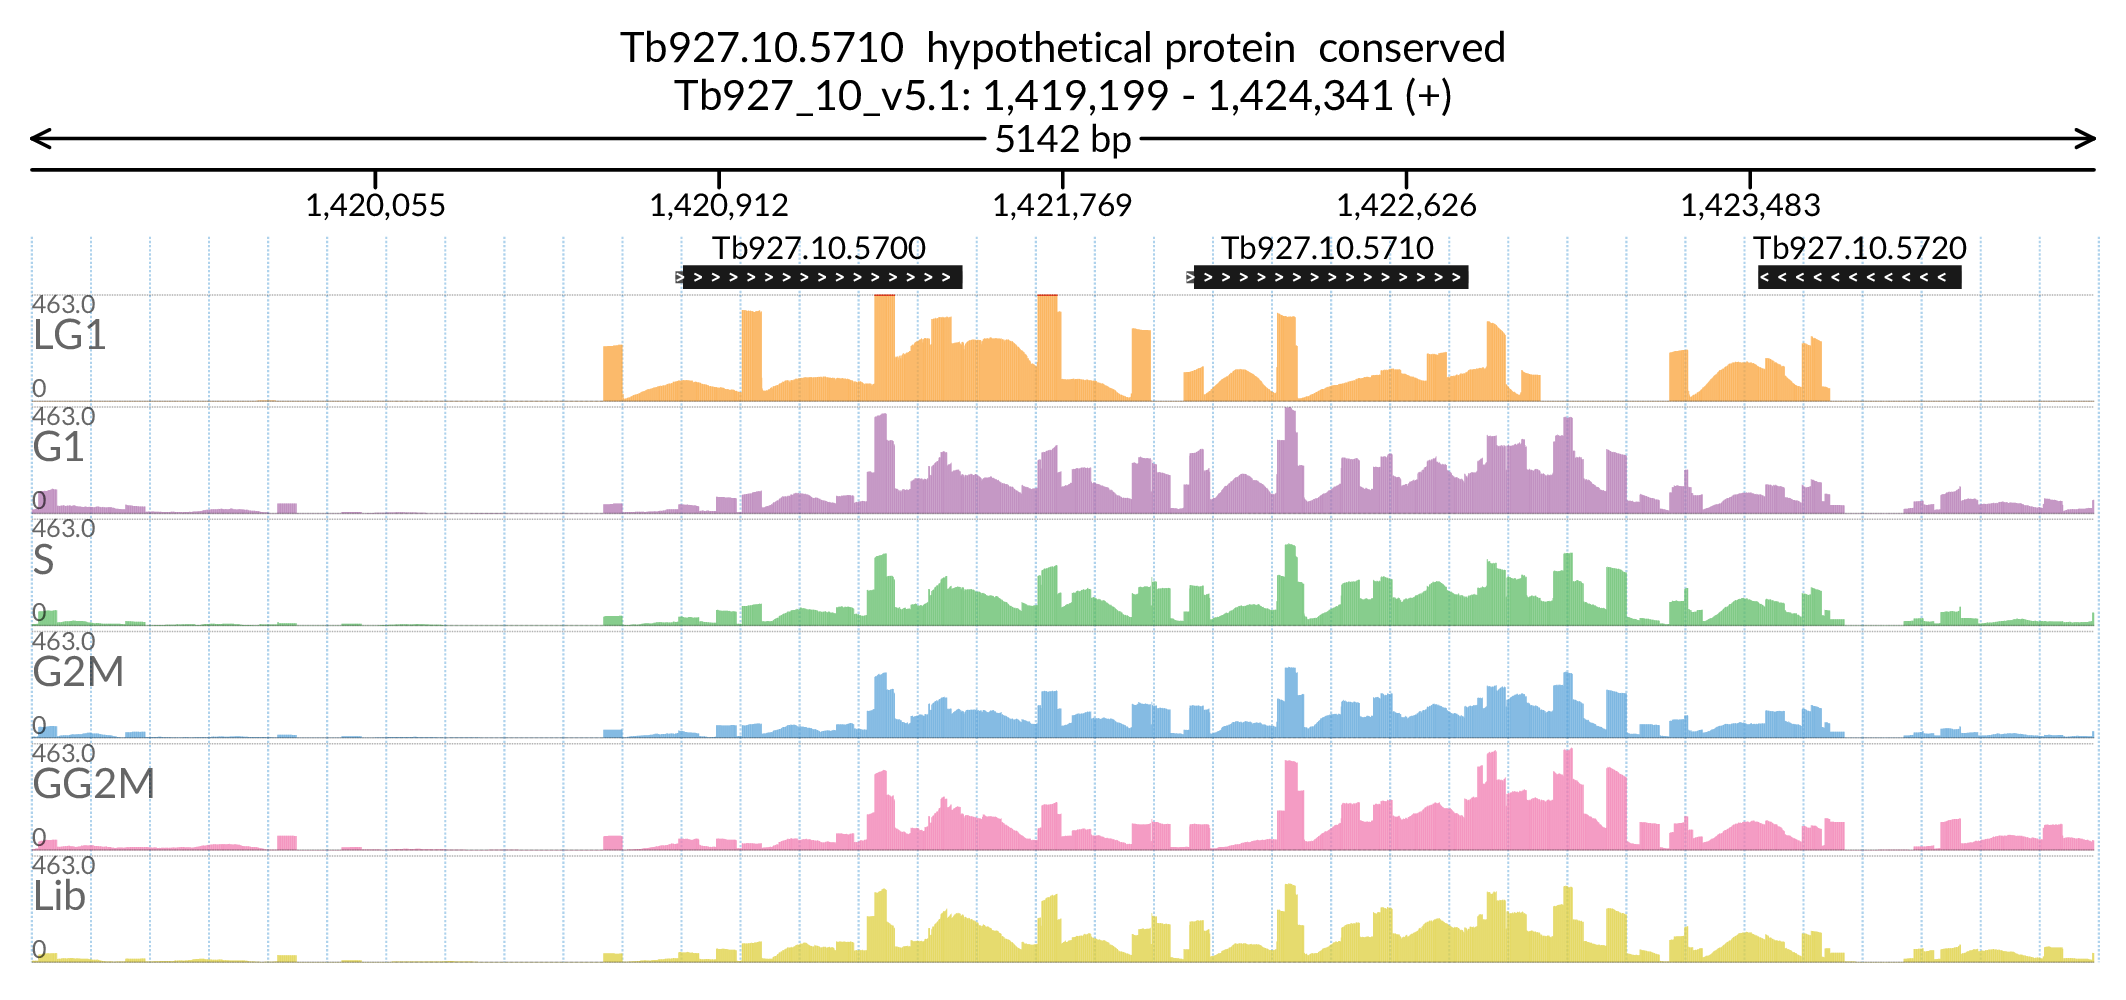 Tb927.10.5710 hypothetical protein conserved
Tb927_10_v5.1: 1,419,199 - 1,424,341 (+)
5142 bp
1,420,055 1,420,912 1,421,769 1,422,626 1,423,483
Tb927.10.5700 Tb927.10.5710 Tb927.10.5720
463.0
LG1
0
463.0
G1
0
463.0
S
0
463.0
G2M
0
463.0
GG2M
0
463.0
Lib
0